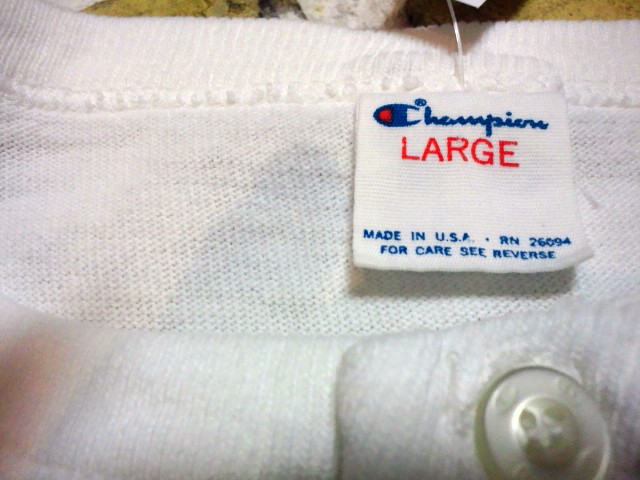 Champion®
LARGE
MADE IN U.S.A. · RN 26094
FOR CARE SEE REVERSE